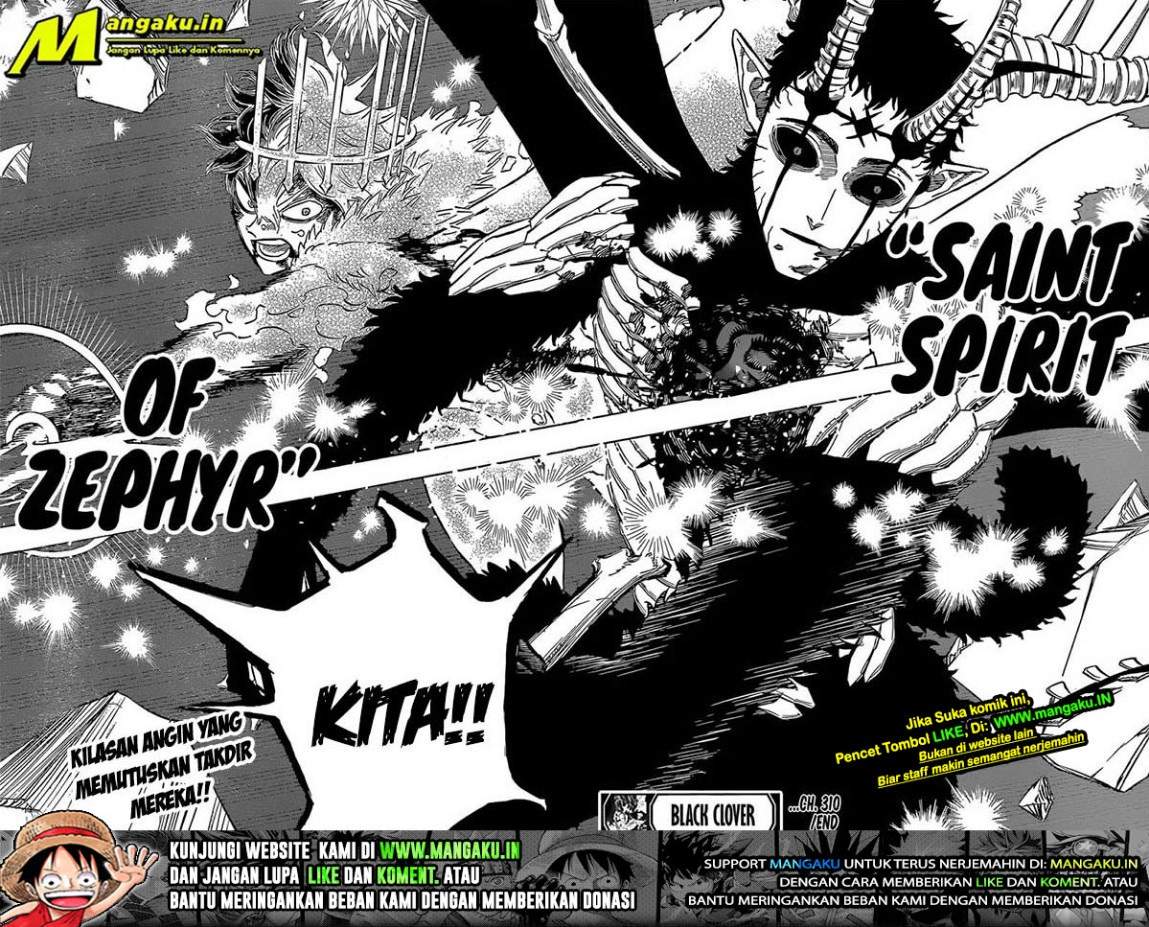 Mangaku.in
Jangan Lupa Like dan Komennya
"SAINT
SPIRIT
OF
ZEPHYR"
KITA!!
KILASAN ANGIN YANG
MEMUTUSKAN TAKDIR
MEREKA!!
Jika Suka komik ini,
Pencet Tombol LIKE, Di: WWW.mangaku.IN
Bukan di website lain
Biar staff makin semangat nerjemahin
BLACK CLOVER
...CH. 310
/END
KUNJUNGI WEBSITE KAMI DI WWW.MANGAKU.IN
DAN JANGAN LUPA LIKE DAN KOMENT. ATAU
BANTU MERINGANKAN BEBAN KAMI DENGAN MEMBERIKAN DONASI
SUPPORT MANGAKU UNTUK TERUS NERJEMAHIN DI: MANGAKU.IN
DENGAN CARA MEMBERIKAN LIKE DAN KOMENT. ATAU
BANTU MERINGANKAN BEBAN KAMI DENGAN MEMBERIKAN DONASI